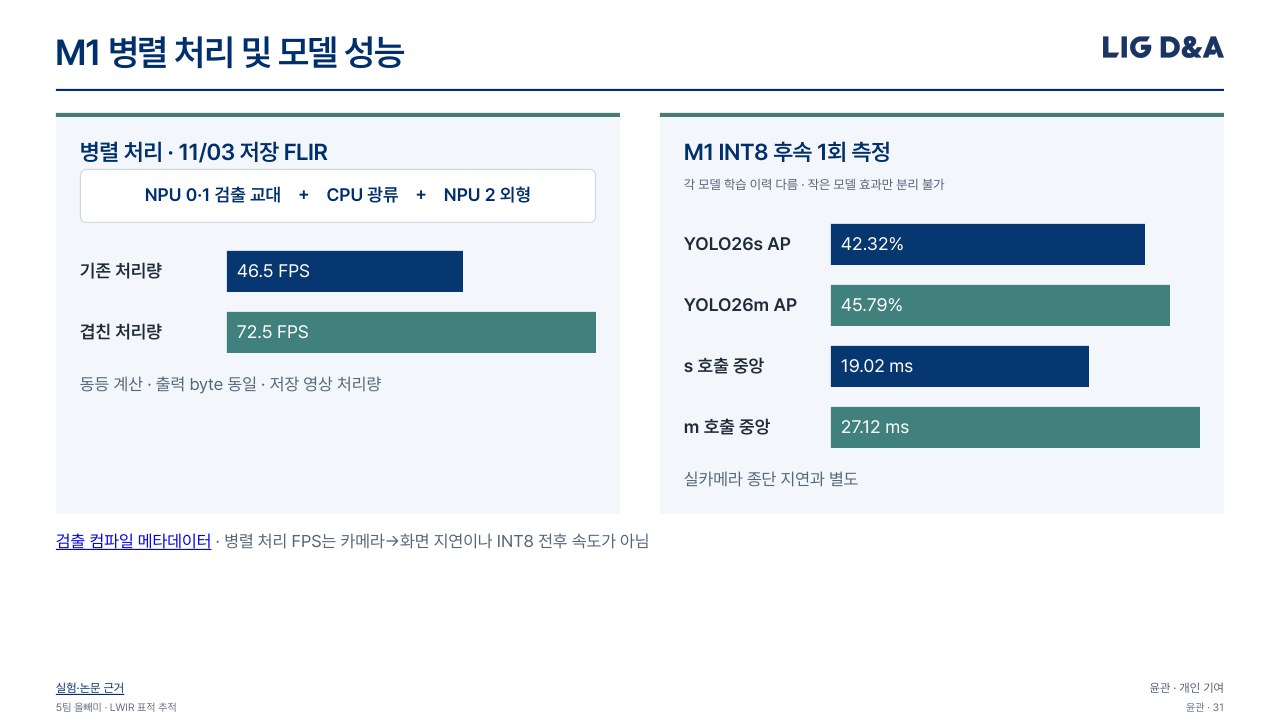 M1 병렬 처리 및 모델 성능
LIG D&A
병렬 처리 · 11/03 저장 FLIR
NPU 0·1 검출 교대 + CPU 광류 + NPU 2 외형
기존 처리량
46.5 FPS
겹친 처리량
72.5 FPS
동등 계산 · 출력 byte 동일 · 저장 영상 처리량
M1 INT8 후속 1회 측정
각 모델 학습 이력 다름 · 작은 모델 효과만 분리 불가
YOLO26s AP
42.32%
YOLO26m AP
45.79%
s 호출 중앙
19.02 ms
m 호출 중앙
27.12 ms
실카메라 종단 지연과 별도
검출 컴파일 메타데이터 · 병렬 처리 FPS는 카메라→화면 지연이나 INT8 전후 속도가 아님
실험·논문 근거
5팀 올빼미 · LWIR 표적 추적
윤관 · 개인 기여
윤관 · 31